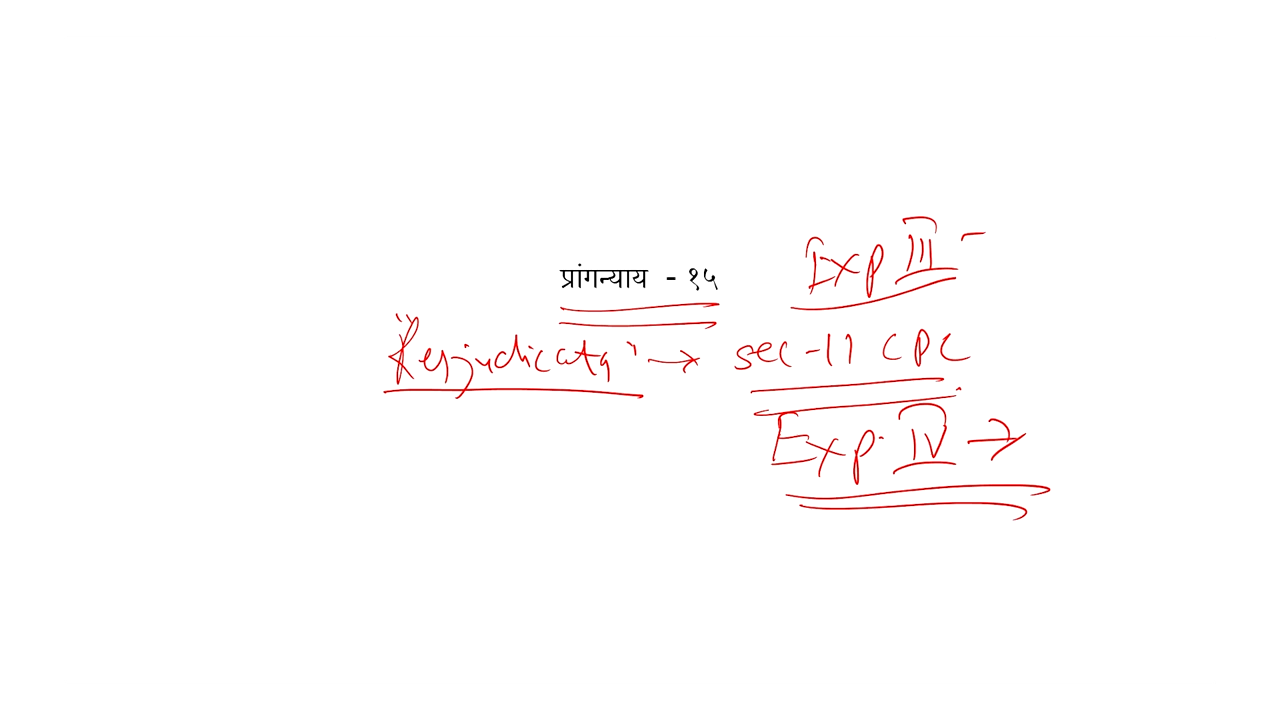 Exp III -
प्रांगन्याय - १५
"Resjudicata" → sec-11 CPC
Exp. IV →